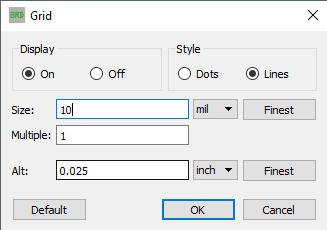 GRID Grid
Display Style
On Off Dots Lines
Size: 10 mil Finest
Multiple: 1
Alt: 0.025 inch Finest
Default OK Cancel